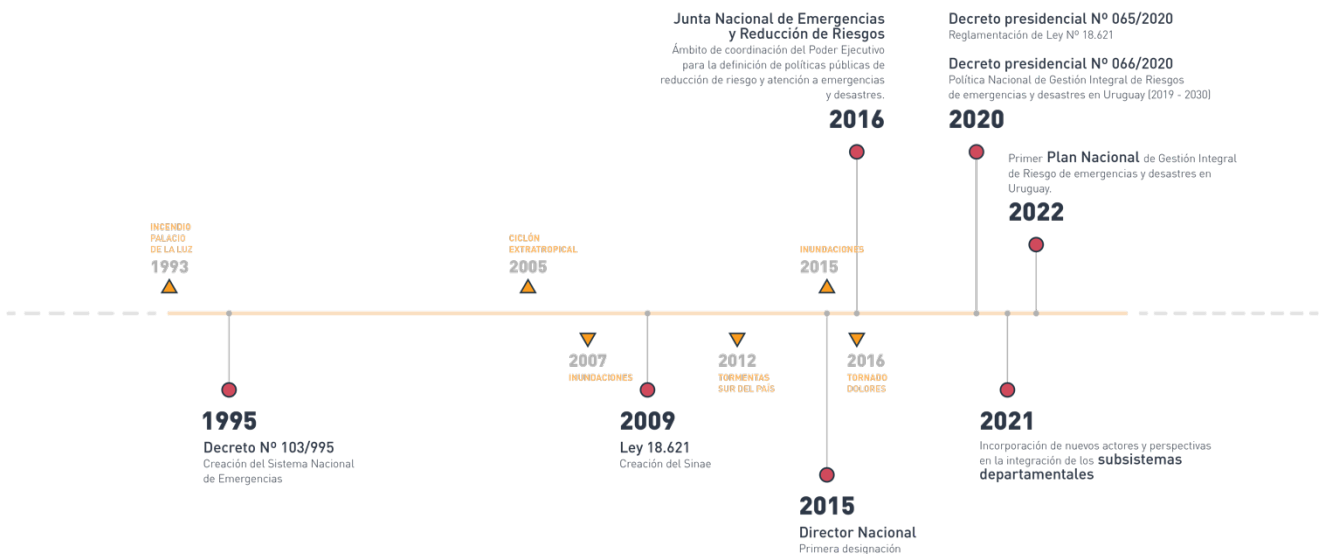 Junta Nacional de Emergencias
y Reducción de Riesgos
Ámbito de coordinación del Poder Ejecutivo
para la definición de políticas públicas de
reducción de riesgo y atención a emergencias
y desastres.
2016
Decreto presidencial Nº 065/2020
Reglamentación de Ley Nº 18.621
Decreto presidencial Nº 066/2020
Política Nacional de Gestión Integral de Riesgos
de emergencias y desastres en Uruguay (2019 - 2030)
2020
Primer Plan Nacional de Gestión Integral
de Riesgo de emergencias y desastres en
Uruguay.
2022
INCENDIO
PALACIO
DE LA LUZ
1993
CICLÓN
EXTRATROPICAL
2005
INUNDACIONES
2015
2007
INUNDACIONES
2012
TORMENTAS
SUR DEL PAÍS
2016
TORNADO
DOLORES
1995
Decreto Nº 103/995
Creación del Sistema Nacional
de Emergencias
2009
Ley 18.621
Creación del Sinae
2015
Director Nacional
Primera designación
2021
Incorporación de nuevos actores y perspectivas
en la integración de los subsistemas
departamentales